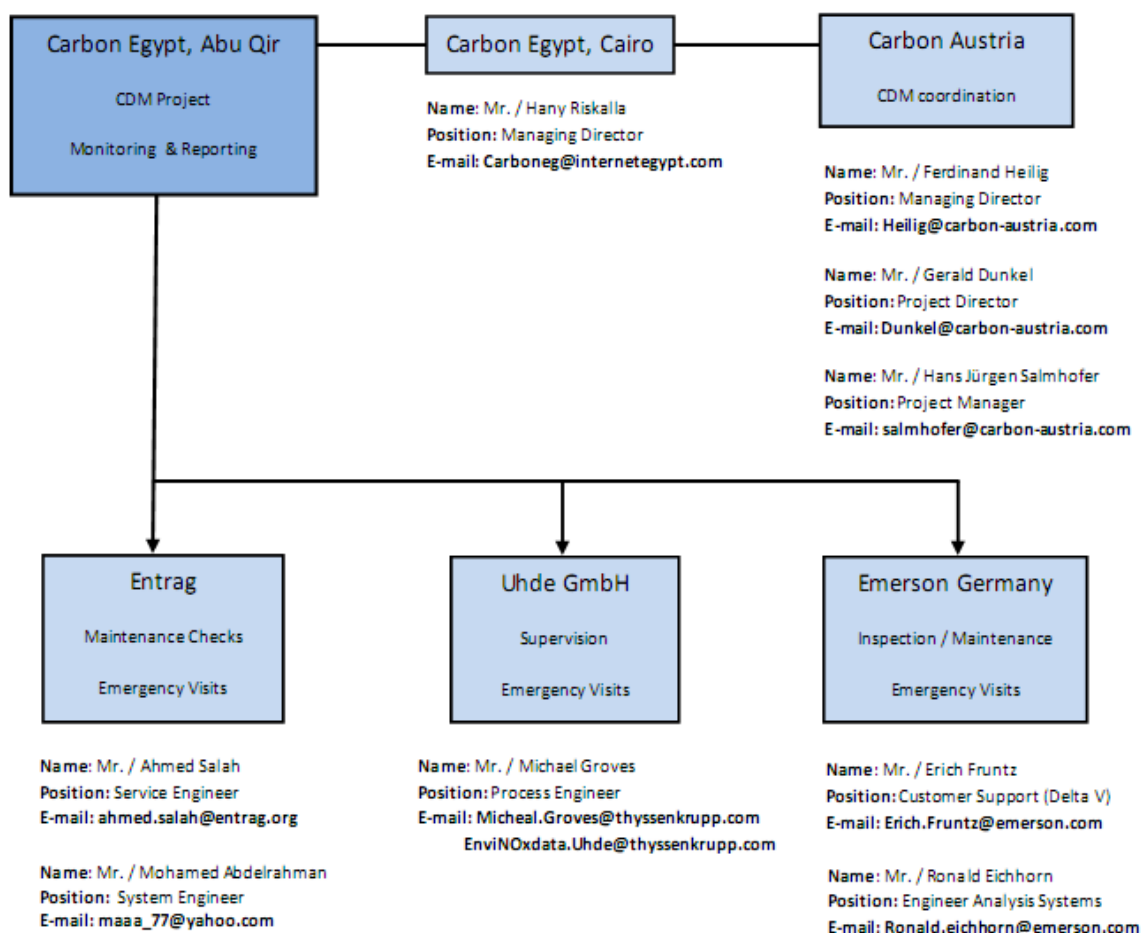 Carbon Egypt, Abu Qir
CDM Project
Monitoring & Reporting
Carbon Egypt, Cairo
Name: Mr. / Hany Riskalla
Position: Managing Director
E-mail: Carboneg@internetegypt.com
Carbon Austria
CDM coordination
Name: Mr. / Ferdinand Heilig
Position: Managing Director
E-mail: Heilig@carbon-austria.com
Name: Mr. / Gerald Dunkel
Position: Project Director
E-mail: Dunkel@carbon-austria.com
Name: Mr. / Hans Jürgen Salmhofer
Position: Project Manager
E-mail: salmhofer@carbon-austria.com
Entrag
Maintenance Checks
Emergency Visits
Name: Mr. / Ahmed Salah
Position: Service Engineer
E-mail: ahmed.salah@entrag.org
Name: Mr. / Mohamed Abdelrahman
Position: System Engineer
E-mail: maaa_77@yahoo.com
Uhde GmbH
Supervision
Emergency Visits
Name: Mr. / Michael Groves
Position: Process Engineer
E-mail: Micheal.Groves@thyssenkrupp.com
EnviNOxdata.Uhde@thyssenkrupp.com
Emerson Germany
Inspection / Maintenance
Emergency Visits
Name: Mr. / Erich Fruntz
Position: Customer Support (Delta V)
E-mail: Erich.Fruntz@emerson.com
Name: Mr. / Ronald Eichhorn
Position: Engineer Analysis Systems
E-mail: Ronald.eichhorn@emerson.com